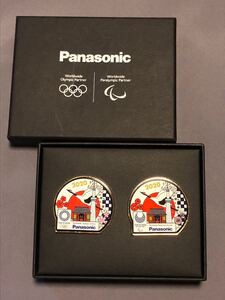 Panasonic
Worldwide Worldwide
Olympic Partner Paralympic Partner
2020 2020
Panasonic Panasonic